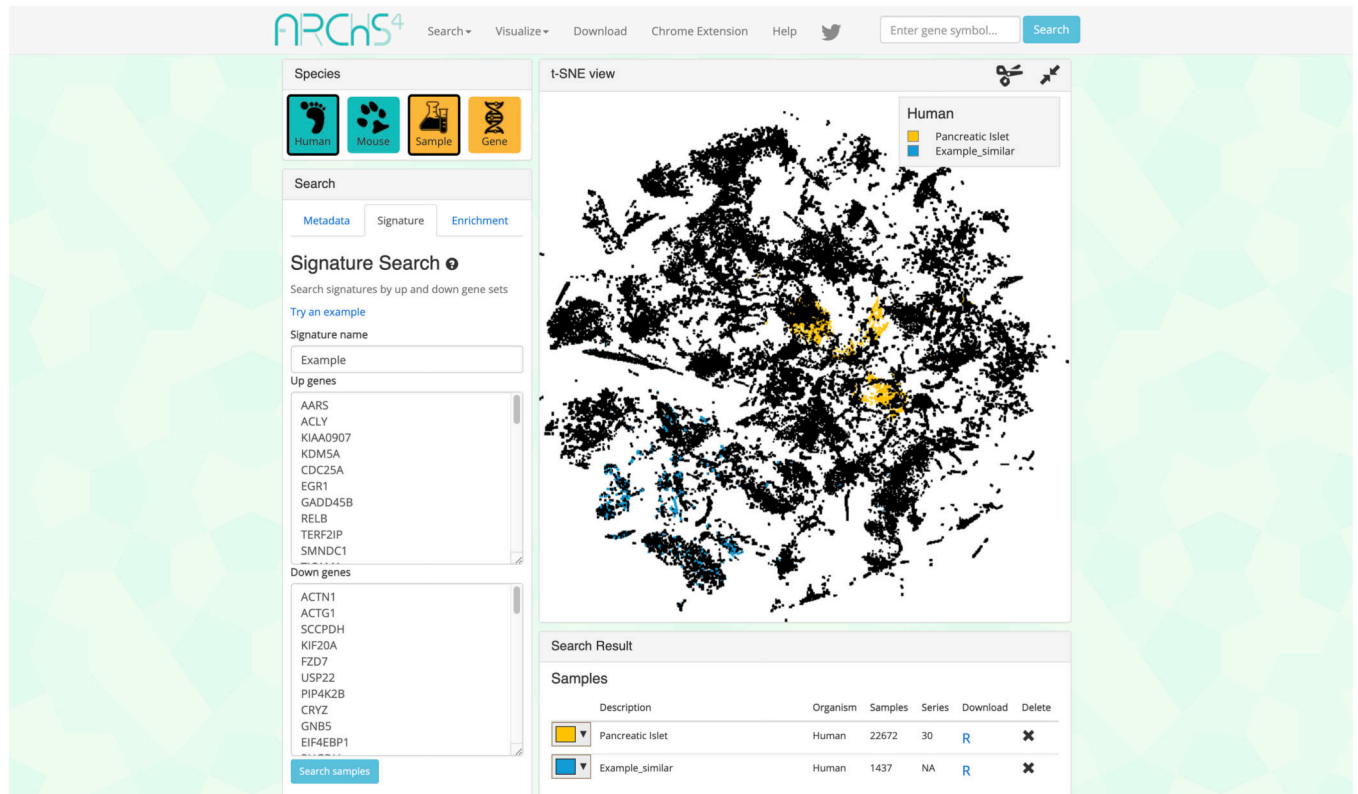 ARCHS4
Search
Visualize
Download
Chrome Extension
Help
Enter gene symbol...
Search
Species
Human
Mouse
Sample
Gene
Search
Metadata
Signature
Enrichment
Signature Search
Search signatures by up and down gene sets
Try an example
Signature name
Example
Up genes
AARS
ACLY
KIAA0907
KDM5A
CDC25A
EGR1
GADD45B
RELB
TERF2IP
SMNDC1
Down genes
ACTN1
ACTG1
SCCPDH
KIF20A
FZD7
USP22
PIP4K2B
CRYZ
GNB5
EIF4EBP1
Search samples
t-SNE view
Human
Pancreatic Islet
Example_similar
Search Result
Samples
Description Organism Samples Series Download Delete
Pancreatic Islet Human 22672 30 R
Example_similar Human 1437 NA R